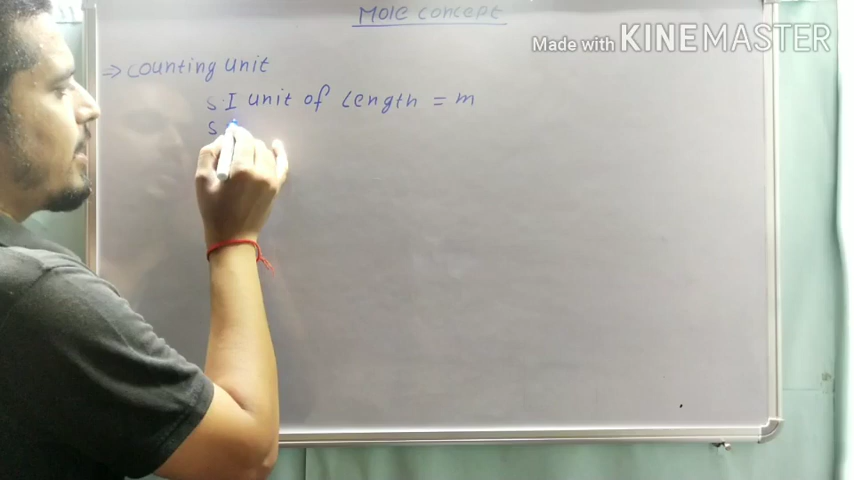 Mole concept
Made with KINEMASTER
⇒ counting unit
S.I unit of Length = m
S.